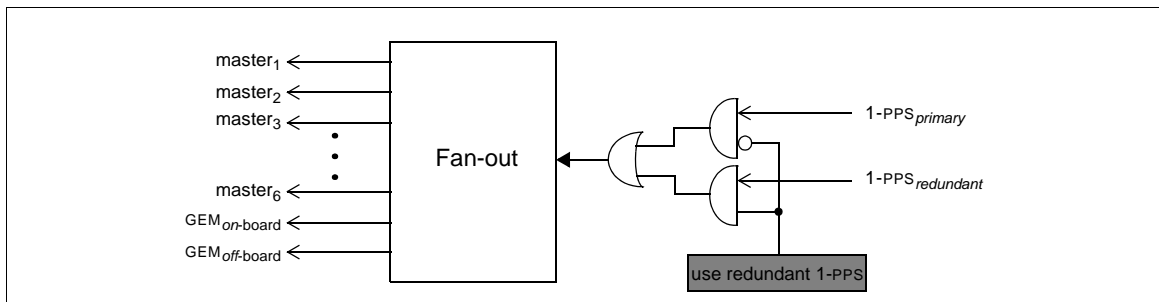 master1
master2
master3
master6
GEMon-board
GEMoff-board
Fan-out
1-PPSprimary
1-PPSredundant
use redundant 1-PPS